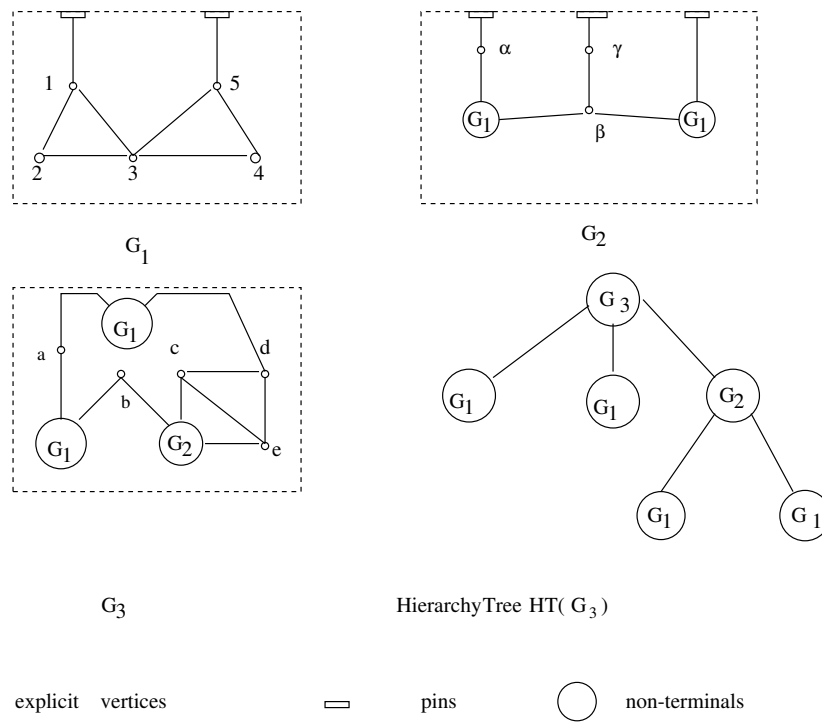 1 5
2 3 4
G1
α γ
G1 β G1
G2
G1
a c d
b
G1 G2 e
G3
G3
G1 G1 G2
G1 G1
HierarchyTree HT( G3 )
explicit vertices pins non-terminals